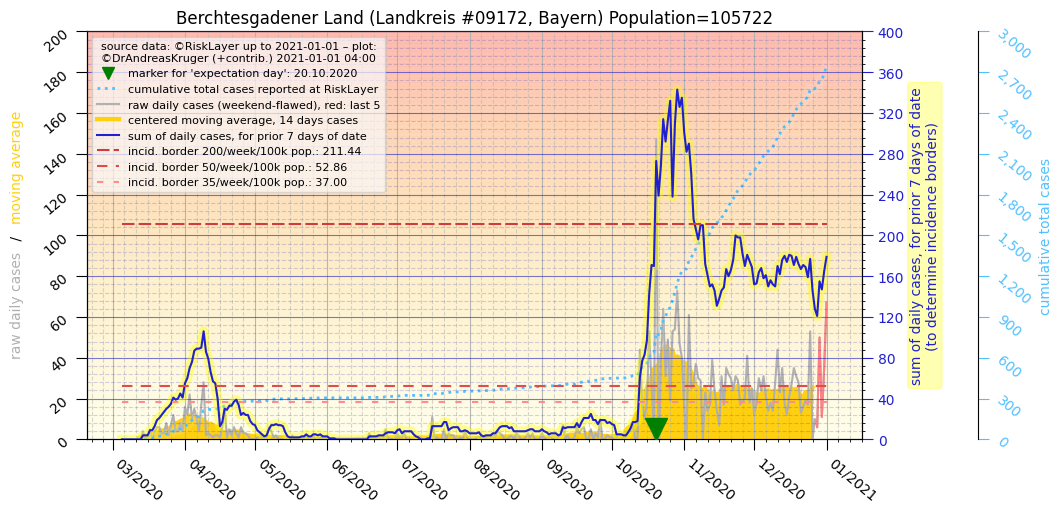 Berchtesgadener Land (Landkreis #09172, Bayern) Population=105722
source data: ©RiskLayer up to 2021-01-01 – plot:
©DrAndreasKruger (+contrib.) 2021-01-01 04:00
marker for 'expectation day': 20.10.2020
cumulative total cases reported at RiskLayer
raw daily cases (weekend-flawed), red: last 5
centered moving average, 14 days cases
sum of daily cases, for prior 7 days of date
incid. border 200/week/100k pop.: 211.44
incid. border 50/week/100k pop.: 52.86
incid. border 35/week/100k pop.: 37.00
raw daily cases / moving average
200
180
160
140
120
100
80
60
40
20
0
400
360
320
280
240
200
160
120
80
40
0
sum of daily cases, for prior 7 days of date
(to determine incidence borders)
3,000
2,700
2,400
2,100
1,800
1,500
1,200
900
600
300
0
cumulative total cases
03/2020
04/2020
05/2020
06/2020
07/2020
08/2020
09/2020
10/2020
11/2020
12/2020
01/2021